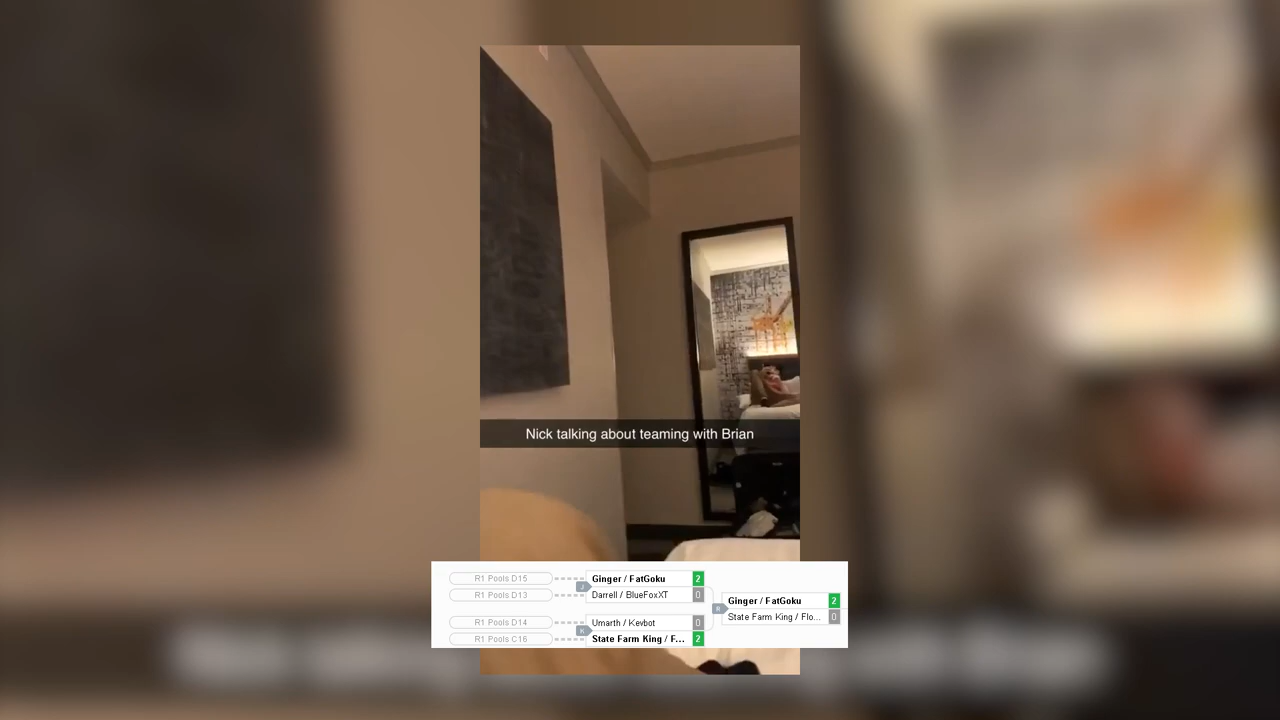 Nick talking about teaming with Brian
R1 Pools D15
Ginger / FatGoku 2
R1 Pools D13
J
Darrell / BlueFoxXT 0
Ginger / FatGoku 2
N
State Farm King / Flo... 0
R1 Pools D14
Umarth / Kevbot 0
K
R1 Pools C16
State Farm King / F... 2